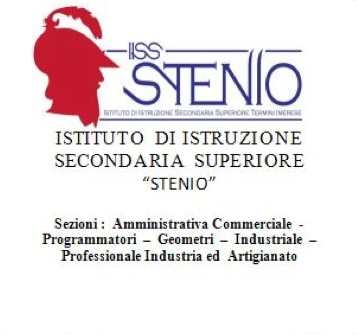 IISS
STENIO
ISTITUTO DI ISTRUZIONE SECONDARIA SUPERIORE TERMINI IMERESE
ISTITUTO DI ISTRUZIONE
SECONDARIA SUPERIORE
“STENIO”
Sezioni : Amministrativa Commerciale -
Programmatori – Geometri – Industriale –
Professionale Industria ed Artigianato